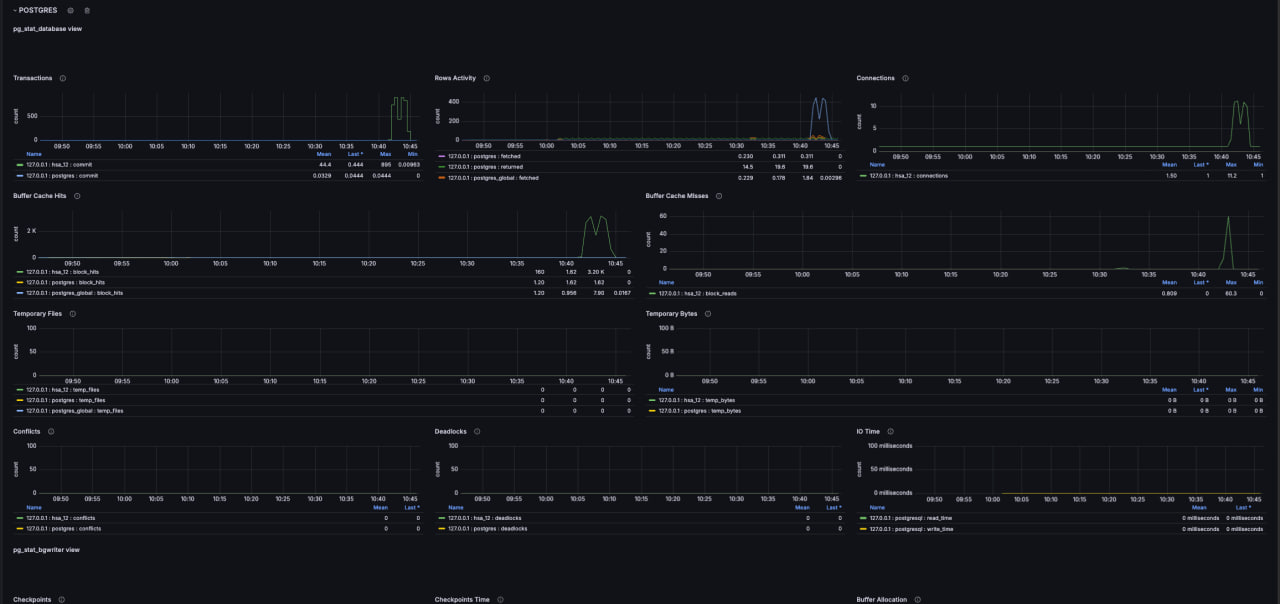 POSTGRES
pg_stat_database view
Transactions
count
500
0
09:50 09:55 10:00 10:05 10:10 10:15 10:20 10:25 10:30 10:35 10:40 10:45
Name Mean Last * Max Min
127.0.0.1 : hsa_12 : commit 44.4 0.444 895 0.00963
127.0.0.1 : postgres : commit 0.0329 0.0444 0.0444 0
Rows Activity
count
400
200
0
09:50 09:55 10:00 10:05 10:10 10:15 10:20 10:25 10:30 10:35 10:40 10:45
127.0.0.1 : postgres : fetched 0.230 0.311 0.311 0
127.0.0.1 : postgres : returned 14.5 19.6 19.6 0
127.0.0.1 : postgres_global : fetched 0.229 0.178 1.84 0.00296
Connections
count
10
5
0
09:50 09:55 10:00 10:05 10:10 10:15 10:20 10:25 10:30 10:35 10:40 10:45
Name Mean Last * Max Min
127.0.0.1 : hsa_12 : connections 1.50 1 11.2 1
Buffer Cache Hits
count
2 K
0
09:50 09:55 10:00 10:05 10:10 10:15 10:20 10:25 10:30 10:35 10:40 10:45
127.0.0.1 : hsa_12 : block_hits 160 1.62 3.20 K 0
127.0.0.1 : postgres : block_hits 1.20 1.62 1.62 0
127.0.0.1 : postgres_global : block_hits 1.20 0.956 7.90 0.0167
Buffer Cache Misses
count
60
40
20
0
09:50 09:55 10:00 10:05 10:10 10:15 10:20 10:25 10:30 10:35 10:40 10:45
Name Mean Last * Max Min
127.0.0.1 : hsa_12 : block_reads 0.809 0 60.3 0
Temporary Files
count
100
50
0
09:50 09:55 10:00 10:05 10:10 10:15 10:20 10:25 10:30 10:35 10:40 10:45
127.0.0.1 : hsa_12 : temp_files 0 0 0 0
127.0.0.1 : postgres : temp_files 0 0 0 0
127.0.0.1 : postgres_global : temp_files 0 0 0 0
Temporary Bytes
count
100 B
50 B
0 B
09:50 09:55 10:00 10:05 10:10 10:15 10:20 10:25 10:30 10:35 10:40 10:45
Name Mean Last * Max Min
127.0.0.1 : hsa_12 : temp_bytes 0 B 0 B 0 B 0 B
127.0.0.1 : postgres : temp_bytes 0 B 0 B 0 B 0 B
Conflicts
count
100
50
0
09:50 09:55 10:00 10:05 10:10 10:15 10:20 10:25 10:30 10:35 10:40 10:45
Name Mean Last *
127.0.0.1 : hsa_12 : conflicts 0 0
127.0.0.1 : postgres : conflicts 0 0
Deadlocks
count
100
50
0
09:50 09:55 10:00 10:05 10:10 10:15 10:20 10:25 10:30 10:35 10:40 10:45
Name Mean Last *
127.0.0.1 : hsa_12 : deadlocks 0 0
127.0.0.1 : postgres : deadlocks 0 0
IO Time
count
100 milliseconds
50 milliseconds
0 milliseconds
09:50 09:55 10:00 10:05 10:10 10:15 10:20 10:25 10:30 10:35 10:40 10:45
Name Mean Last *
127.0.0.1 : postgresql : read_time 0 milliseconds 0 milliseconds
127.0.0.1 : postgresql : write_time 0 milliseconds 0 milliseconds
pg_stat_bgwriter view
Checkpoints
Checkpoints Time
Buffer Allocation